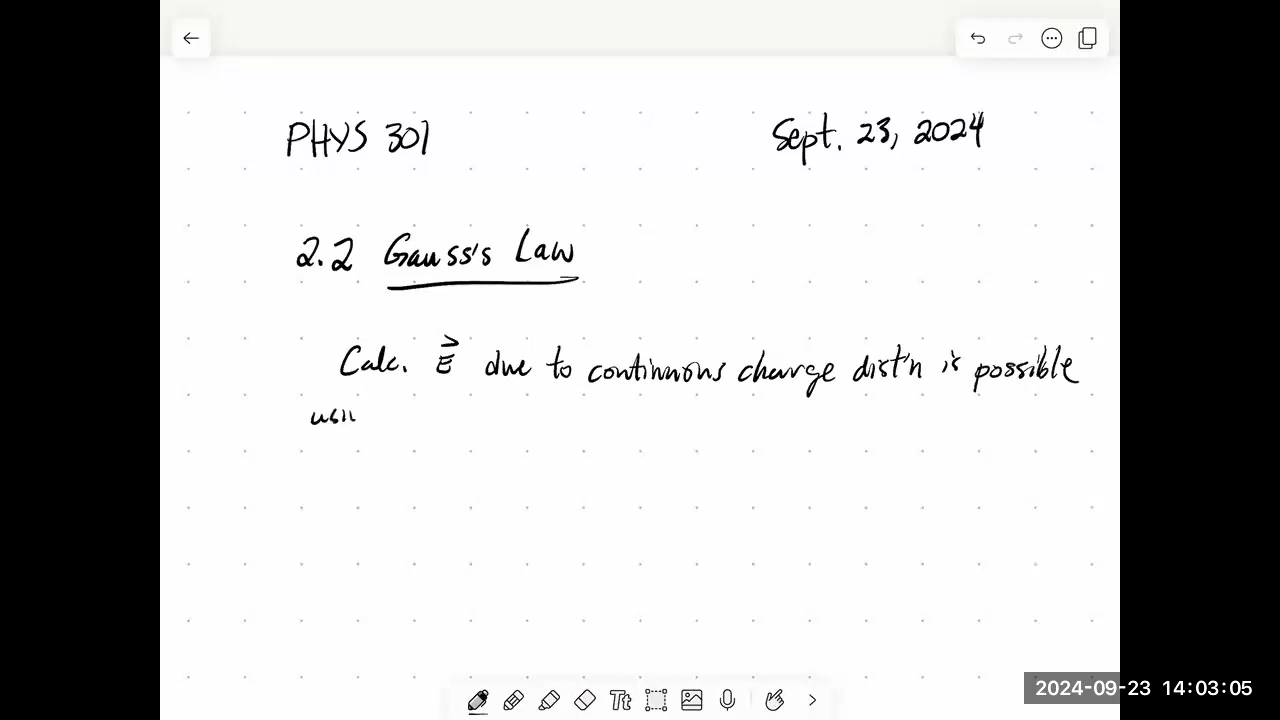 PHYS 301 Sept. 23, 2024
2.2 Gauss's Law
Calc. E due to continuous charge dist'n is possible
Tt
2024-09-23 14:03:05